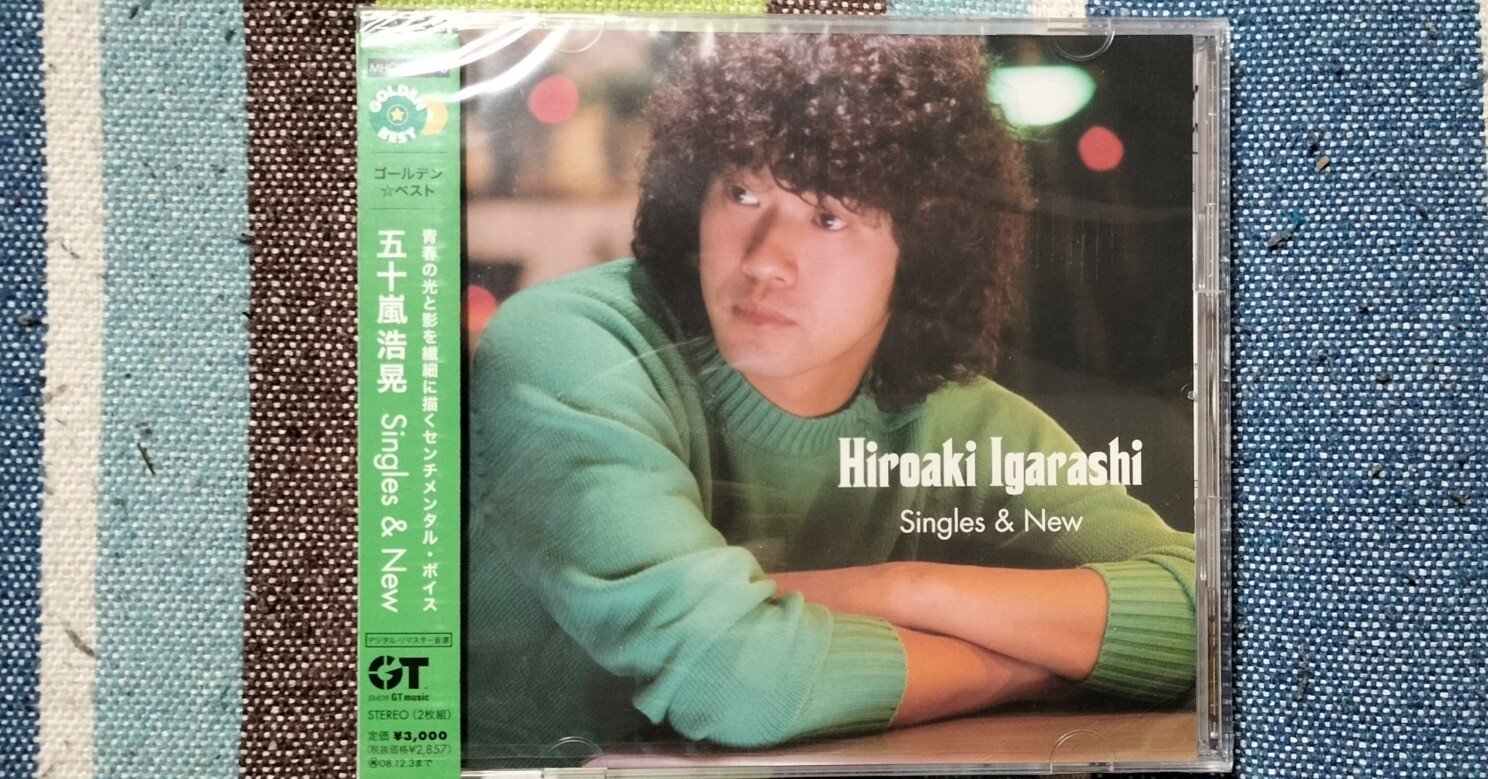 GOLDEN
BEST
ゴールデン
☆ベスト
青春の光と影を繊細に描くセンチメンタル・ボイス
五十嵐浩晃 Singles & New
デジタル・リマスター音源
GT
SMDR GT music
STEREO (2枚組)
定価 ¥3,000
(税抜価格¥2,857)
08.12.3まで
Hiroaki Igarashi
Singles & New